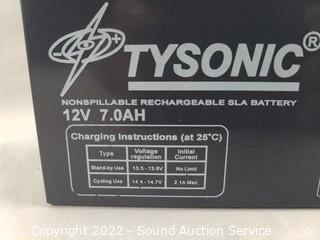 TYSONIC®
NONSPILLABLE RECHARGEABLE SLA BATTERY
12V 7.0AH
Charging Instructions (at 25°C)
Type Voltage regulation Initial Current
Stand-by Use 13.5 - 13.8V No Limit
Cycling Use 14.4 - 14.7V 2.1A Max
Copyright 2022 - Sound Auction Service